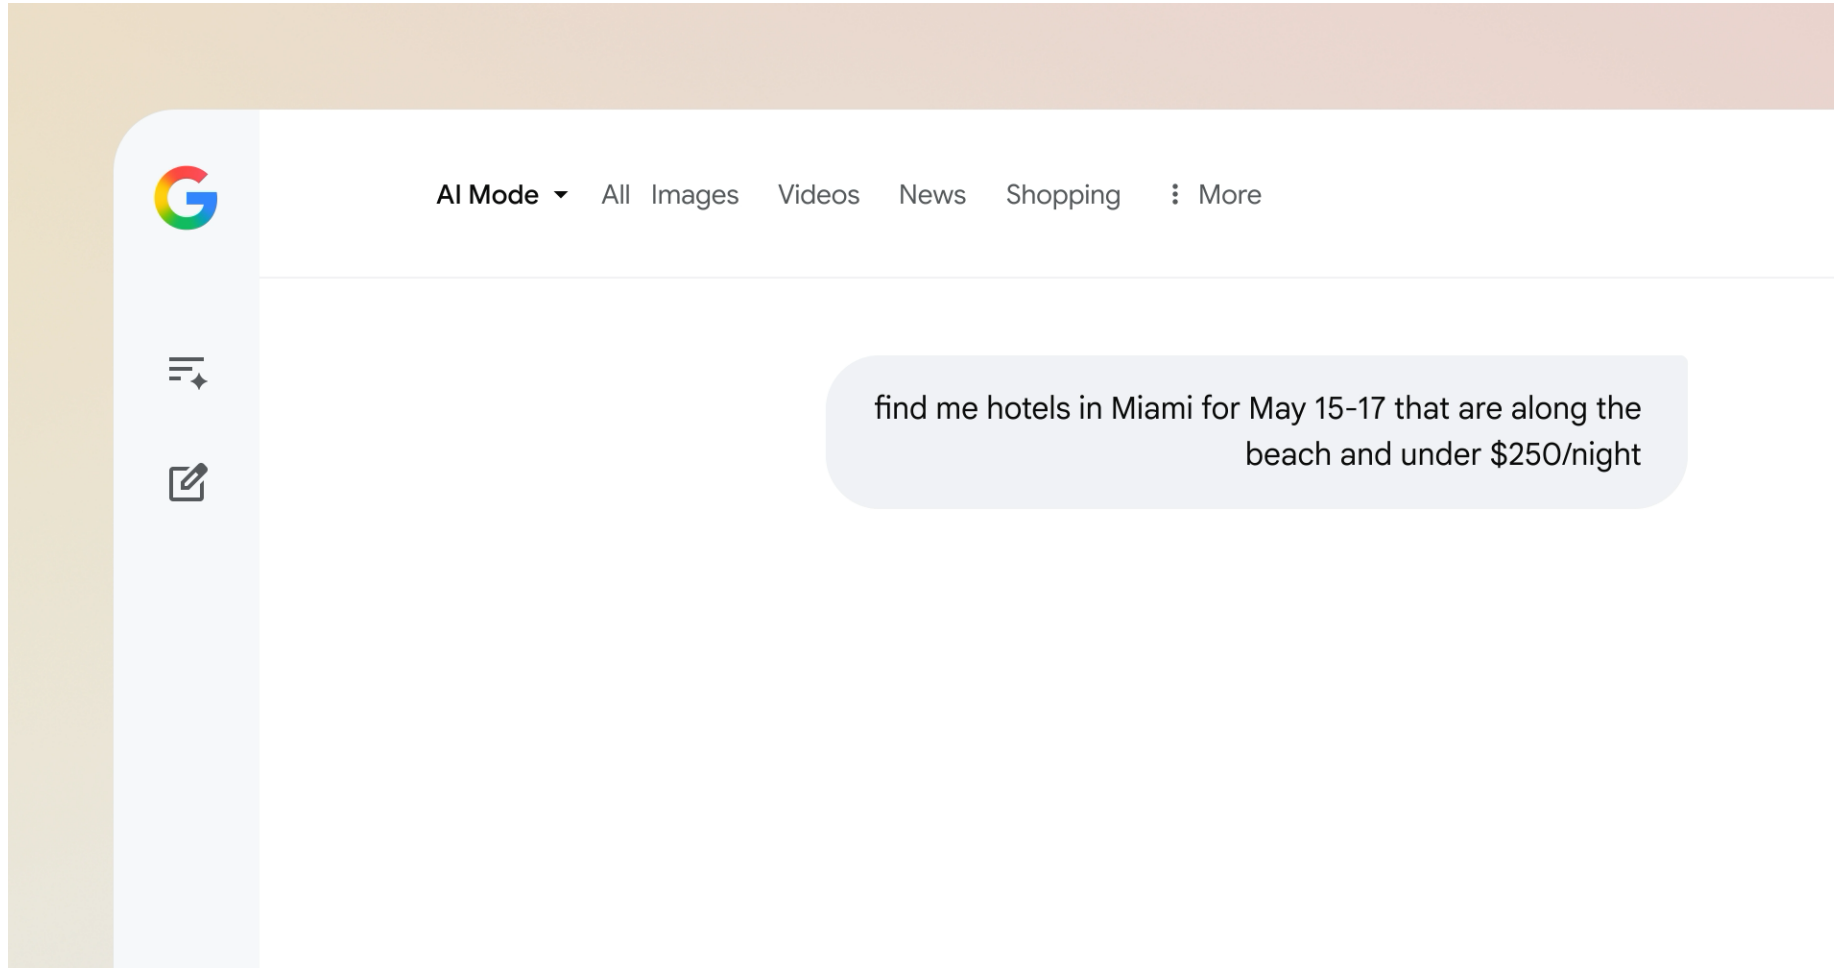 AI Mode All Images Videos News Shopping More
find me hotels in Miami for May 15-17 that are along the
beach and under $250/night